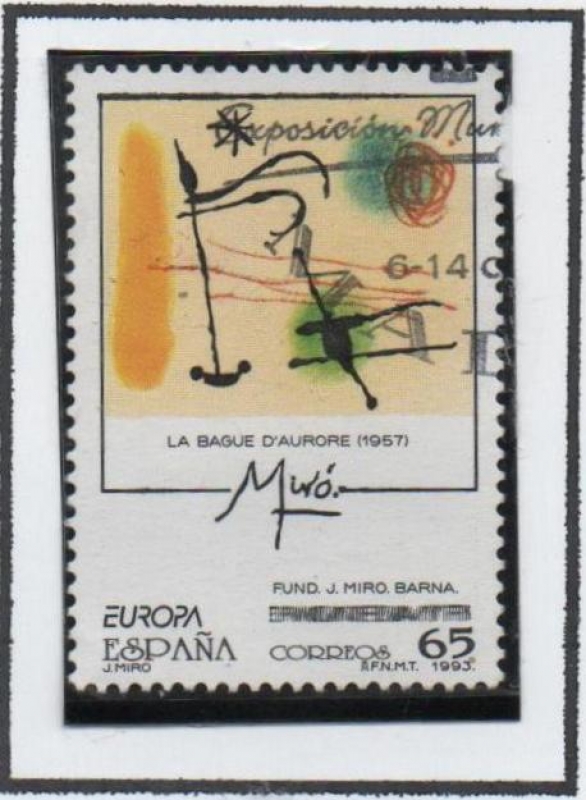 Exposición Mun
6-14
LA BAGUE D'AURORE (1957)
Miró.
FUND. J. MIRO. BARNA.
EUROPA
ESPAÑA
CORREOS 65
J. MIRO
F.N.M.T. 1993.